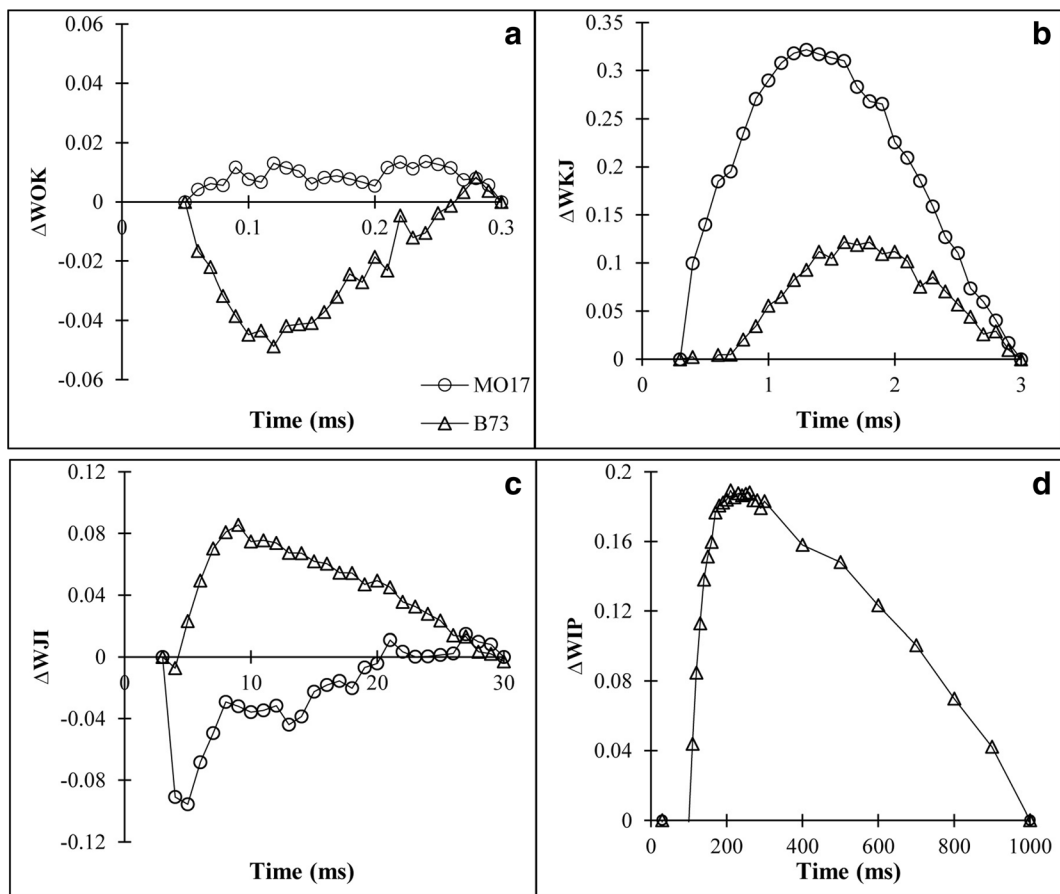 a
0.06
0.04
0.02
0
-0.02
-0.04
-0.06
0 0.1 0.2 0.3
ΔWOK
Time (ms)
MO17
B73
b
0.35
0.3
0.25
0.2
0.15
0.1
0.05
0
0 1 2 3
ΔWKJ
Time (ms)
c
0.12
0.08
0.04
0
-0.04
-0.08
-0.12
0 10 20 30
ΔWJI
Time (ms)
d
0.2
0.16
0.12
0.08
0.04
0
0 200 400 600 800 1000
ΔWIP
Time (ms)